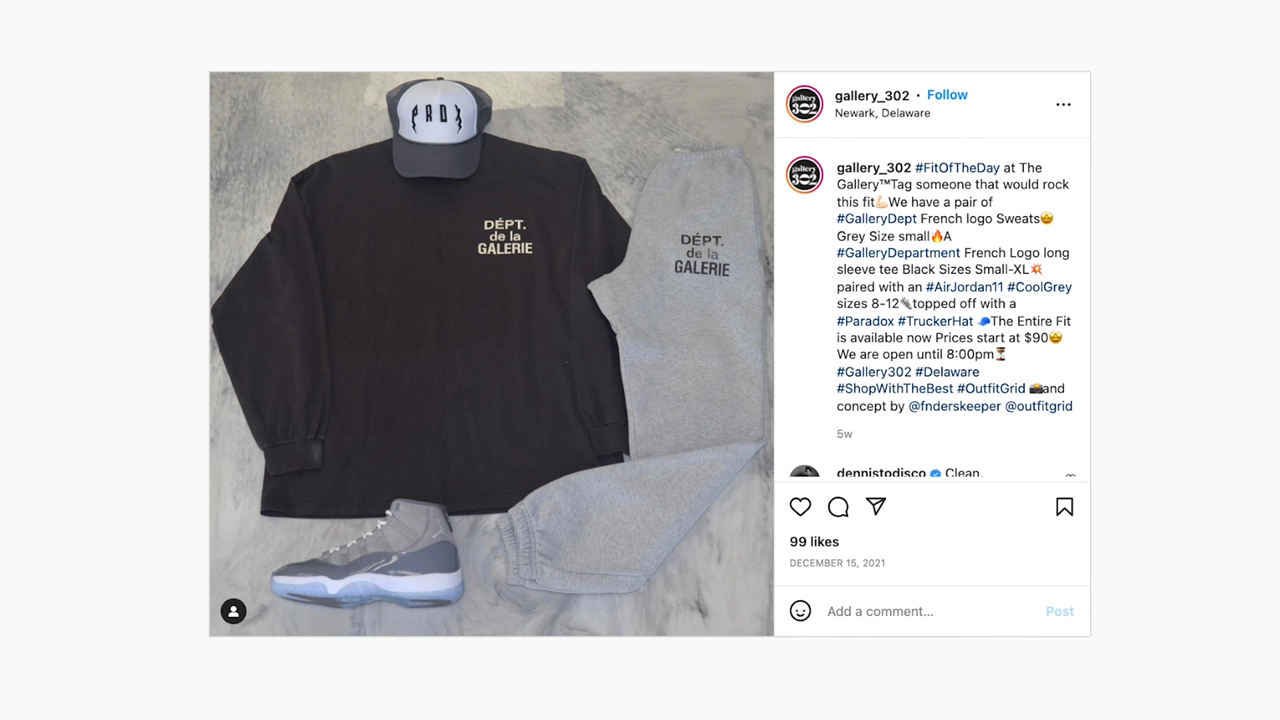 PRDX
DÉPT.
de la
GALERIE
DÉPT.
de la
GALERIE
gallery
302
gallery_302 • Follow
Newark, Delaware
gallery
302
gallery_302 #FitOfTheDay at The
Gallery™Tag someone that would rock
this fit💪🏻We have a pair of
#GalleryDept French logo Sweats🤩
Grey Size small🔥A
#GalleryDepartment French Logo long
sleeve tee Black Sizes Small-XL💥
paired with an #AirJordan11 #CoolGrey
sizes 8-12👟topped off with a
#Paradox #TruckerHat 🧢The Entire Fit
is available now Prices start at $90🤩
We are open until 8:00pm⏳
#Gallery302 #Delaware
#ShopWithTheBest #OutfitGrid 📸and
concept by @fnderskeeper @outfitgrid
5w
dennistodisco Clean.
99 likes
DECEMBER 15, 2021
Add a comment...
Post